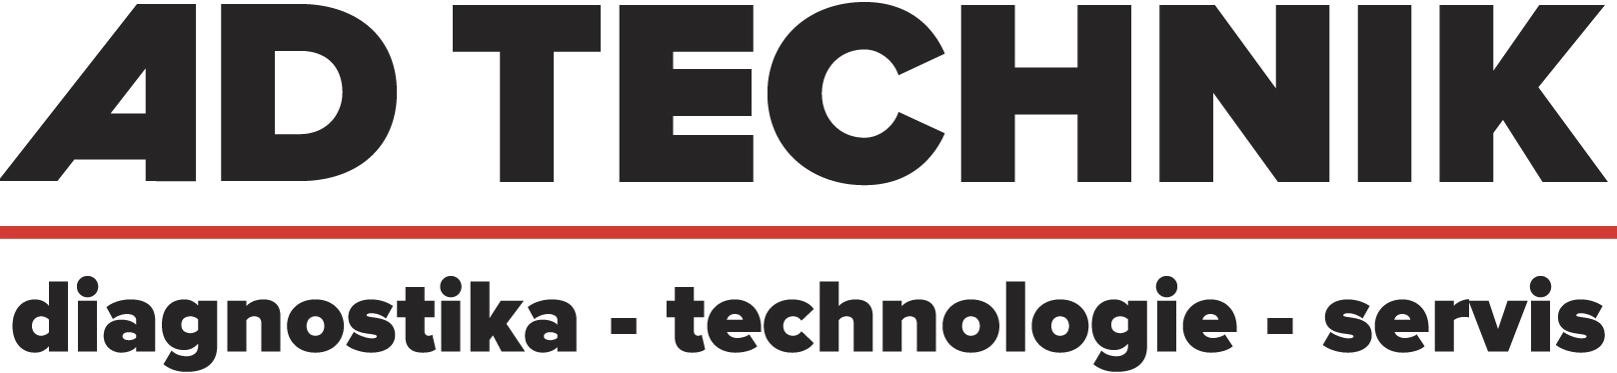 AD TECHNIK
diagnostika - technologie - servis